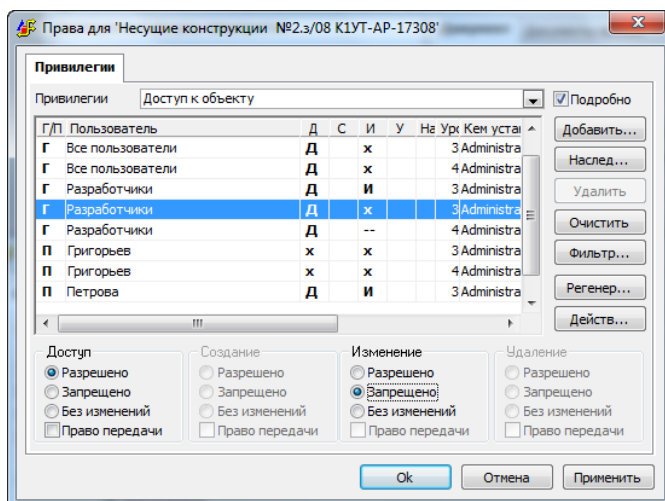 Права для 'Несущие конструкции №2.з/08 К1УТ-АР-17308'
Привилегии
Привилегии Доступ к объекту Подробно
Г/П Пользователь Д С И У На Уро Кем устан
Г Все пользователи Д х 3 Administra
Г Все пользователи Д х 4 Administra
Г Разработчики Д И 3 Administra
Г Разработчики Д х 3 Administra
Г Разработчики Д -- 4 Administra
П Григорьев х х 3 Administra
П Григорьев х х 4 Administra
П Петрова Д И 3 Administra
Добавить...
Наслед...
Удалить
Очистить
Фильтр...
Регенер...
Действ...
Доступ
Разрешено
Запрещено
Без изменений
Право передачи
Создание
Разрешено
Запрещено
Без изменений
Право передачи
Изменение
Разрешено
Запрещено
Без изменений
Право передачи
Удаление
Разрешено
Запрещено
Без изменений
Право передачи
Ok Отмена Применить